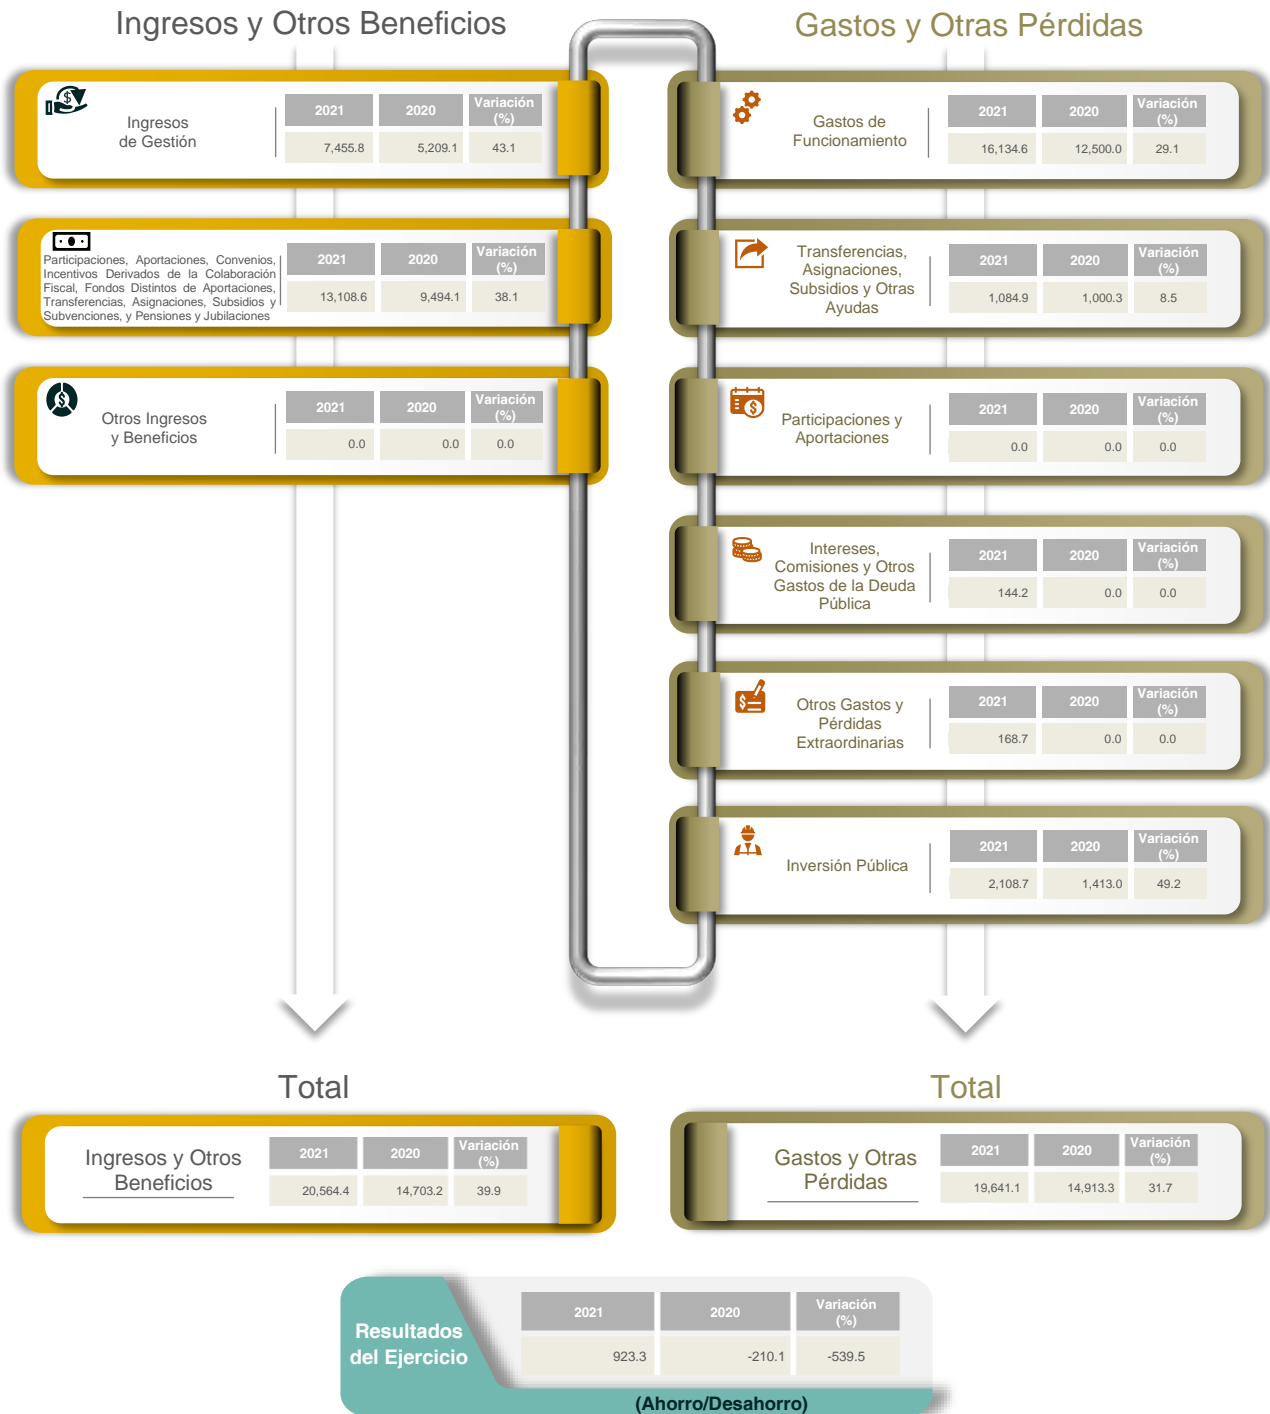 Ingresos y Otros Beneficios
Ingresos
de Gestión
2021 2020 Variación (%)
7,455.8 5,209.1 43.1
Participaciones, Aportaciones, Convenios,
Incentivos Derivados de la Colaboración
Fiscal, Fondos Distintos de Aportaciones,
Transferencias, Asignaciones, Subsidios y
Subvenciones, y Pensiones y Jubilaciones
2021 2020 Variación (%)
13,108.6 9,494.1 38.1
Otros Ingresos
y Beneficios
2021 2020 Variación (%)
0.0 0.0 0.0
Gastos y Otras Pérdidas
Gastos de
Funcionamiento
2021 2020 Variación (%)
16,134.6 12,500.0 29.1
Transferencias,
Asignaciones,
Subsidios y Otras
Ayudas
2021 2020 Variación (%)
1,084.9 1,000.3 8.5
Participaciones y
Aportaciones
2021 2020 Variación (%)
0.0 0.0 0.0
Intereses,
Comisiones y Otros
Gastos de la Deuda
Pública
2021 2020 Variación (%)
144.2 0.0 0.0
Otros Gastos y
Pérdidas
Extraordinarias
2021 2020 Variación (%)
168.7 0.0 0.0
Inversión Pública
2021 2020 Variación (%)
2,108.7 1,413.0 49.2
Total
Ingresos y Otros
Beneficios
2021 2020 Variación (%)
20,564.4 14,703.2 39.9
Total
Gastos y Otras
Pérdidas
2021 2020 Variación (%)
19,641.1 14,913.3 31.7
Resultados
del Ejercicio
2021 2020 Variación (%)
923.3 -210.1 -539.5
(Ahorro/Desahorro)